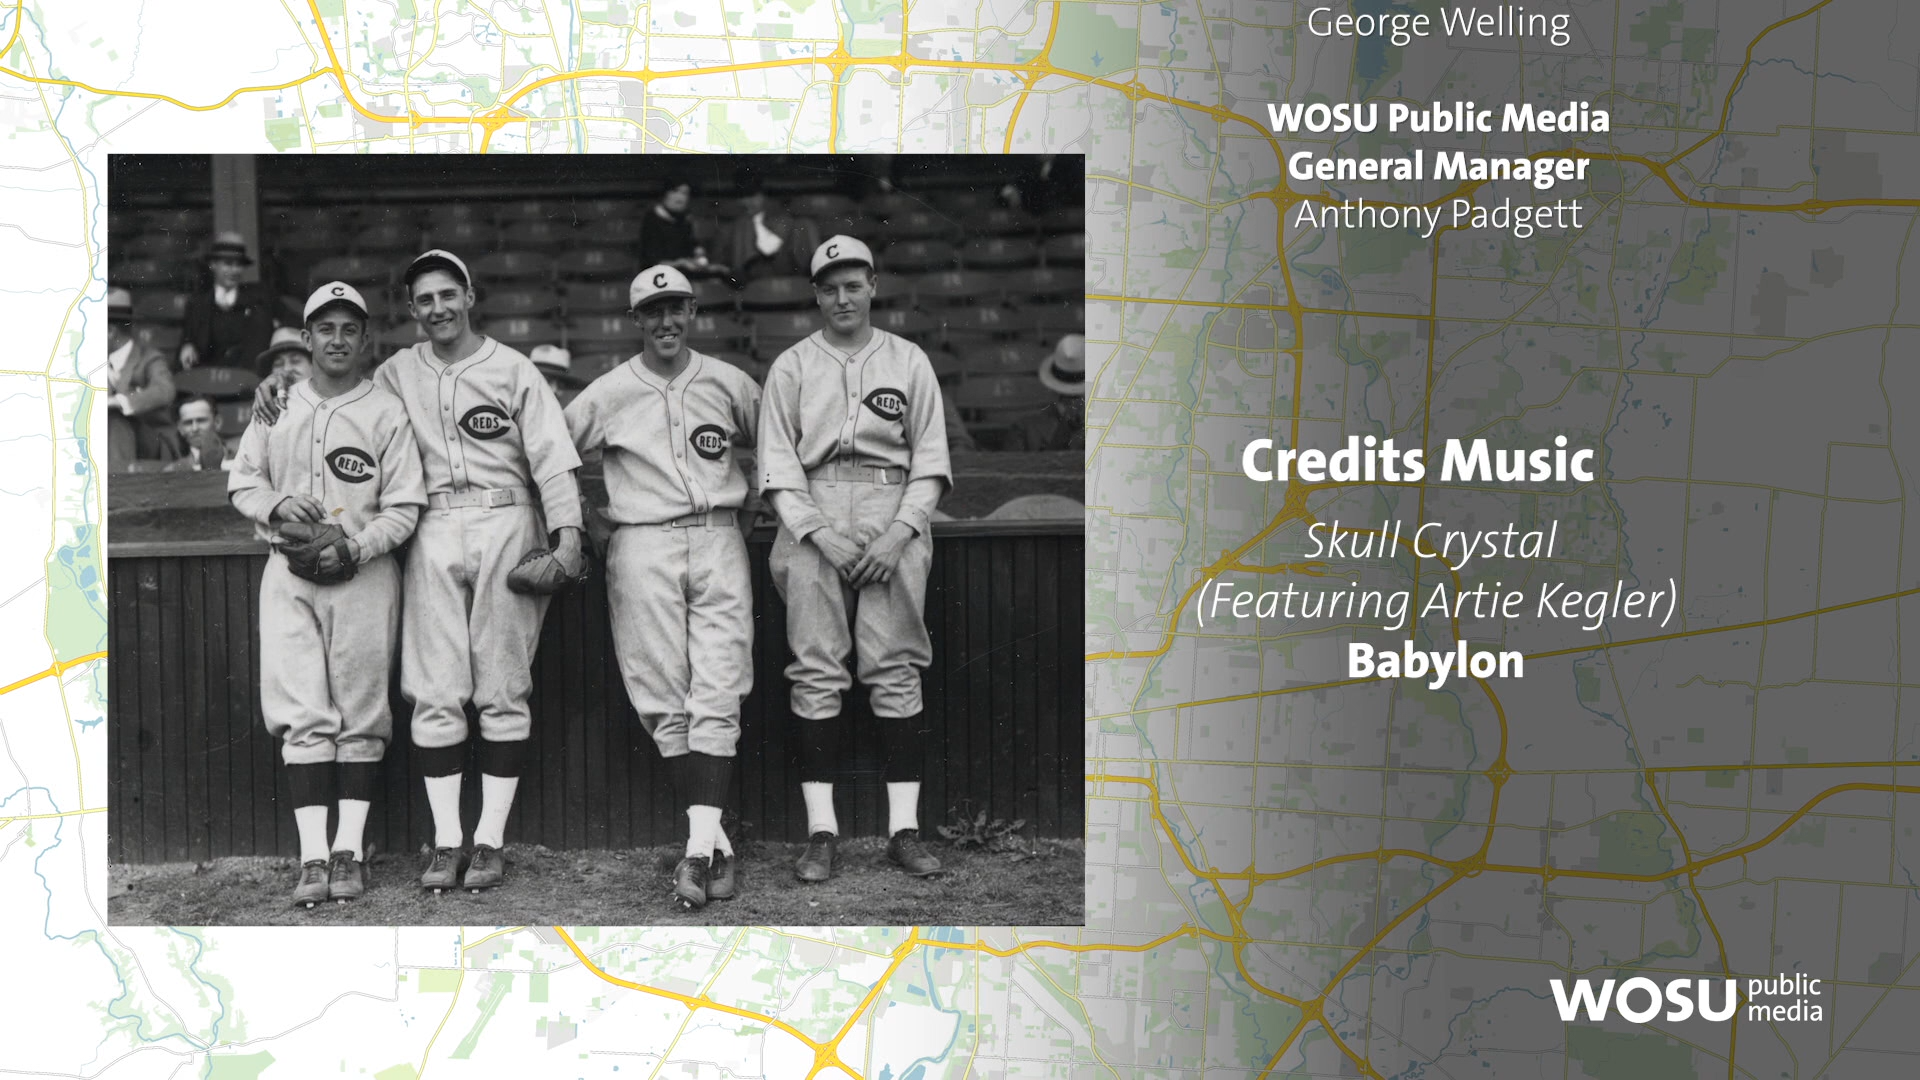 George Welling
WOSU Public Media
General Manager
Anthony Padgett
Credits Music
Skull Crystal
(Featuring Artie Kegler)
Babylon
WOSU public
media
C
C
C
REDS
REDS
REDS
REDS